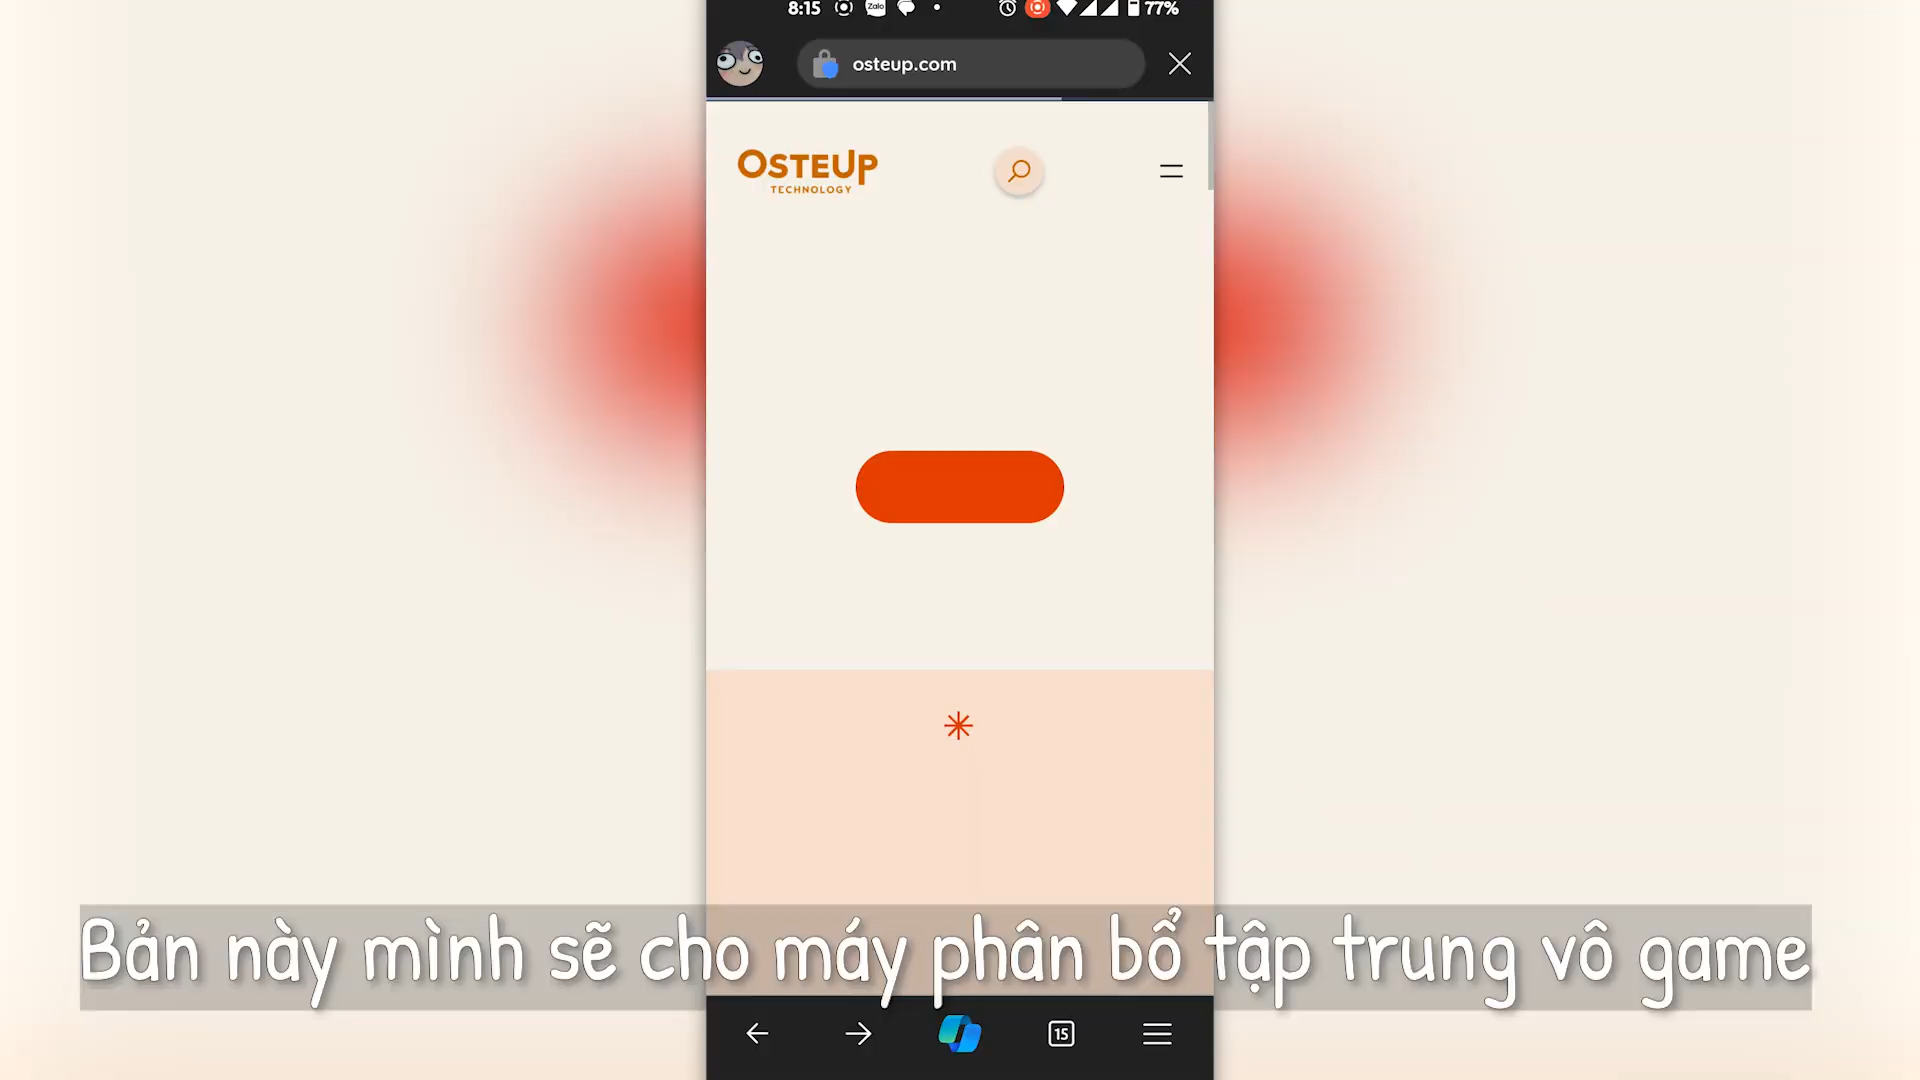 8:15
Zalo
77%
osteup.com
OSTEUP
TECHNOLOGY
Bản này mình sẽ cho máy phân bổ tập trung vô game
15